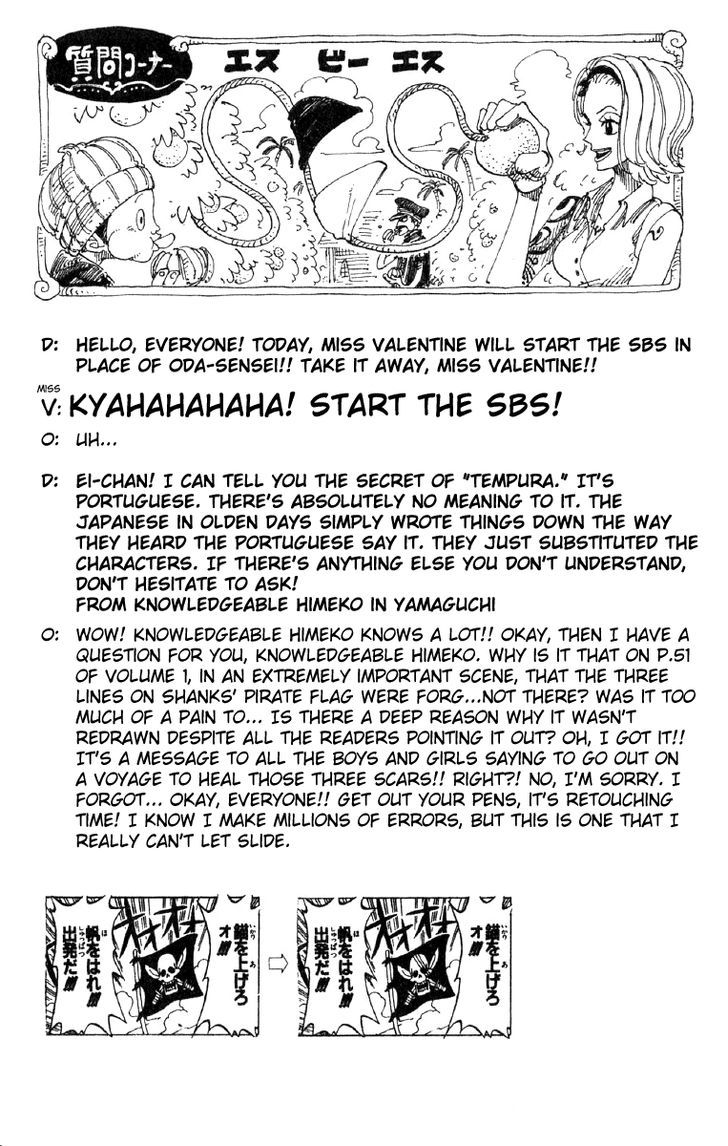 質問コーナー
エス ビー エス
D: HELLO, EVERYONE! TODAY, MISS VALENTINE WILL START THE SBS IN
PLACE OF ODA-SENSEI!! TAKE IT AWAY, MISS VALENTINE!!
MISS
V: KYAHAHAHAHA! START THE SBS!
O: UH...
D: EI-CHAN! I CAN TELL YOU THE SECRET OF "TEMPURA." IT'S
PORTUGUESE. THERE'S ABSOLUTELY NO MEANING TO IT. THE
JAPANESE IN OLDEN DAYS SIMPLY WROTE THINGS DOWN THE WAY
THEY HEARD THE PORTUGUESE SAY IT. THEY JUST SUBSTITUTED THE
CHARACTERS. IF THERE'S ANYTHING ELSE YOU DON'T UNDERSTAND,
DON'T HESITATE TO ASK!
FROM KNOWLEDGEABLE HIMEKO IN YAMAGUCHI
O: WOW! KNOWLEDGEABLE HIMEKO KNOWS A LOT!! OKAY, THEN I HAVE A
QUESTION FOR YOU, KNOWLEDGEABLE HIMEKO. WHY IS IT THAT ON P.51
OF VOLUME 1, IN AN EXTREMELY IMPORTANT SCENE, THAT THE THREE
LINES ON SHANKS' PIRATE FLAG WERE FORG...NOT THERE? WAS IT TOO
MUCH OF A PAIN TO... IS THERE A DEEP REASON WHY IT WASN'T
REDRAWN DESPITE ALL THE READERS POINTING IT OUT? OH, I GOT IT!!
IT'S A MESSAGE TO ALL THE BOYS AND GIRLS SAYING TO GO OUT ON
A VOYAGE TO HEAL THOSE THREE SCARS!! RIGHT?! NO, I'M SORRY. I
FORGOT... OKAY, EVERYONE!! GET OUT YOUR PENS, IT'S RETOUCHING
TIME! I KNOW I MAKE MILLIONS OF ERRORS, BUT THIS IS ONE THAT I
REALLY CAN'T LET SLIDE.
錨を上げろ
オ!!!
オオオオ
帆をはれ!!!
出発だ!!!
錨を上げろ
オ!!!
オオオオ
帆をはれ!!!
出発だ!!!